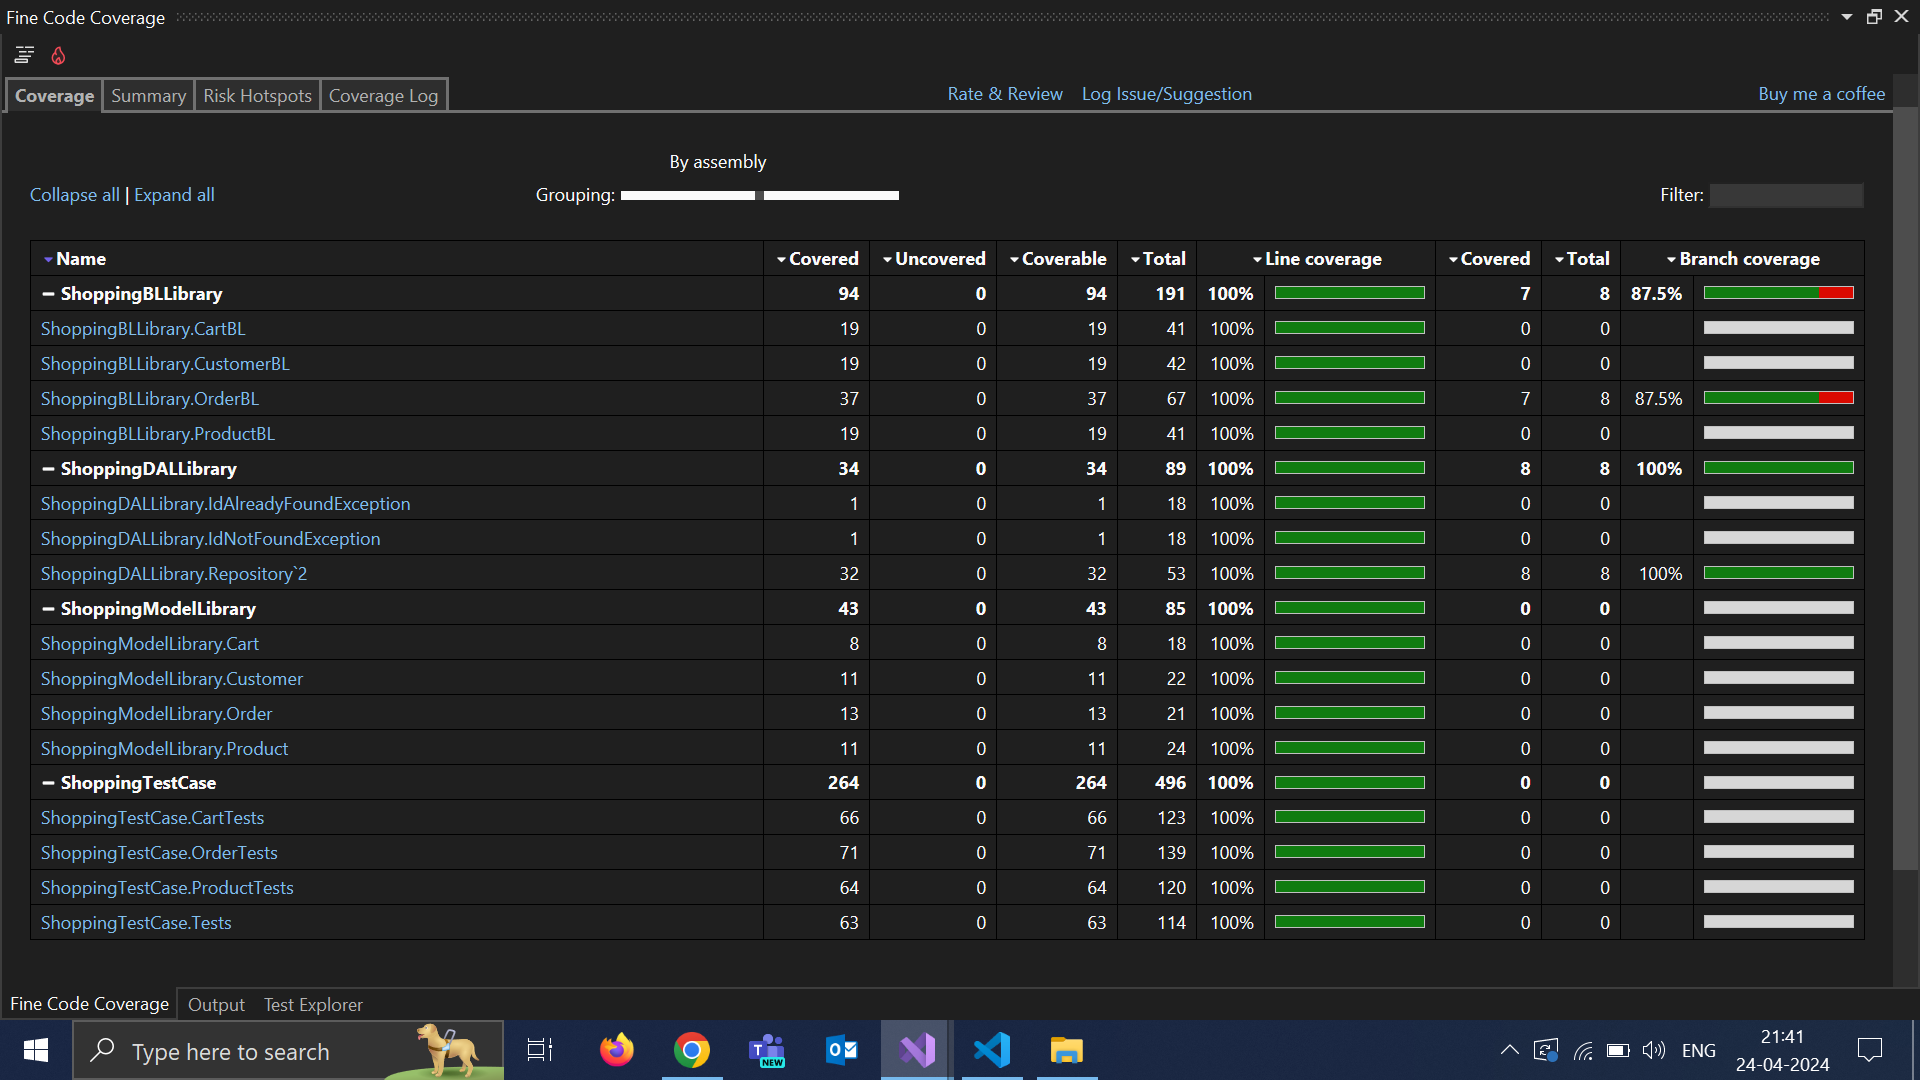 Fine Code Coverage
Coverage Summary Risk Hotspots Coverage Log Rate & Review Log Issue/Suggestion Buy me a coffee
By assembly
Collapse all | Expand all Grouping: Filter:
Name Covered Uncovered Coverable Total Line coverage Covered Total Branch coverage
ShoppingBLLibrary 94 0 94 191 100% 7 8 87.5%
ShoppingBLLibrary.CartBL 19 0 19 41 100% 0 0
ShoppingBLLibrary.CustomerBL 19 0 19 42 100% 0 0
ShoppingBLLibrary.OrderBL 37 0 37 67 100% 7 8 87.5%
ShoppingBLLibrary.ProductBL 19 0 19 41 100% 0 0
ShoppingDALLibrary 34 0 34 89 100% 8 8 100%
ShoppingDALLibrary.IdAlreadyFoundException 1 0 1 18 100% 0 0
ShoppingDALLibrary.IdNotFoundException 1 0 1 18 100% 0 0
ShoppingDALLibrary.Repository`2 32 0 32 53 100% 8 8 100%
ShoppingModelLibrary 43 0 43 85 100% 0 0
ShoppingModelLibrary.Cart 8 0 8 18 100% 0 0
ShoppingModelLibrary.Customer 11 0 11 22 100% 0 0
ShoppingModelLibrary.Order 13 0 13 21 100% 0 0
ShoppingModelLibrary.Product 11 0 11 24 100% 0 0
ShoppingTestCase 264 0 264 496 100% 0 0
ShoppingTestCase.CartTests 66 0 66 123 100% 0 0
ShoppingTestCase.OrderTests 71 0 71 139 100% 0 0
ShoppingTestCase.ProductTests 64 0 64 120 100% 0 0
ShoppingTestCase.Tests 63 0 63 114 100% 0 0
Fine Code Coverage Output Test Explorer
Type here to search NEW ENG 21:41
24-04-2024